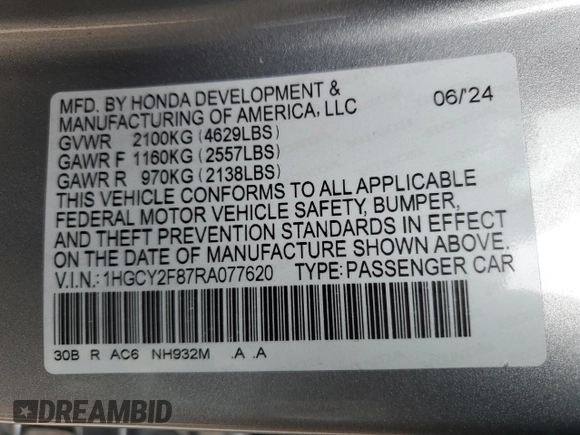 MFD. BY HONDA DEVELOPMENT & 06/'24
MANUFACTURING OF AMERICA, LLC
GVWR 2100KG (4629LBS)
GAWR F 1160KG (2557LBS)
GAWR R 970KG (2138LBS)
THIS VEHICLE CONFORMS TO ALL APPLICABLE
FEDERAL MOTOR VEHICLE SAFETY, BUMPER,
AND THEFT PREVENTION STANDARDS IN EFFECT
ON THE DATE OF MANUFACTURE SHOWN ABOVE.
V.I.N.: 1HGCY2F87RA077620 TYPE: PASSENGER CAR
30B R AC6 NH932M .A .A
DREAMBID